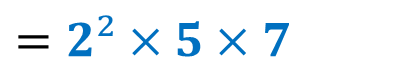 = 2² × 5 × 7